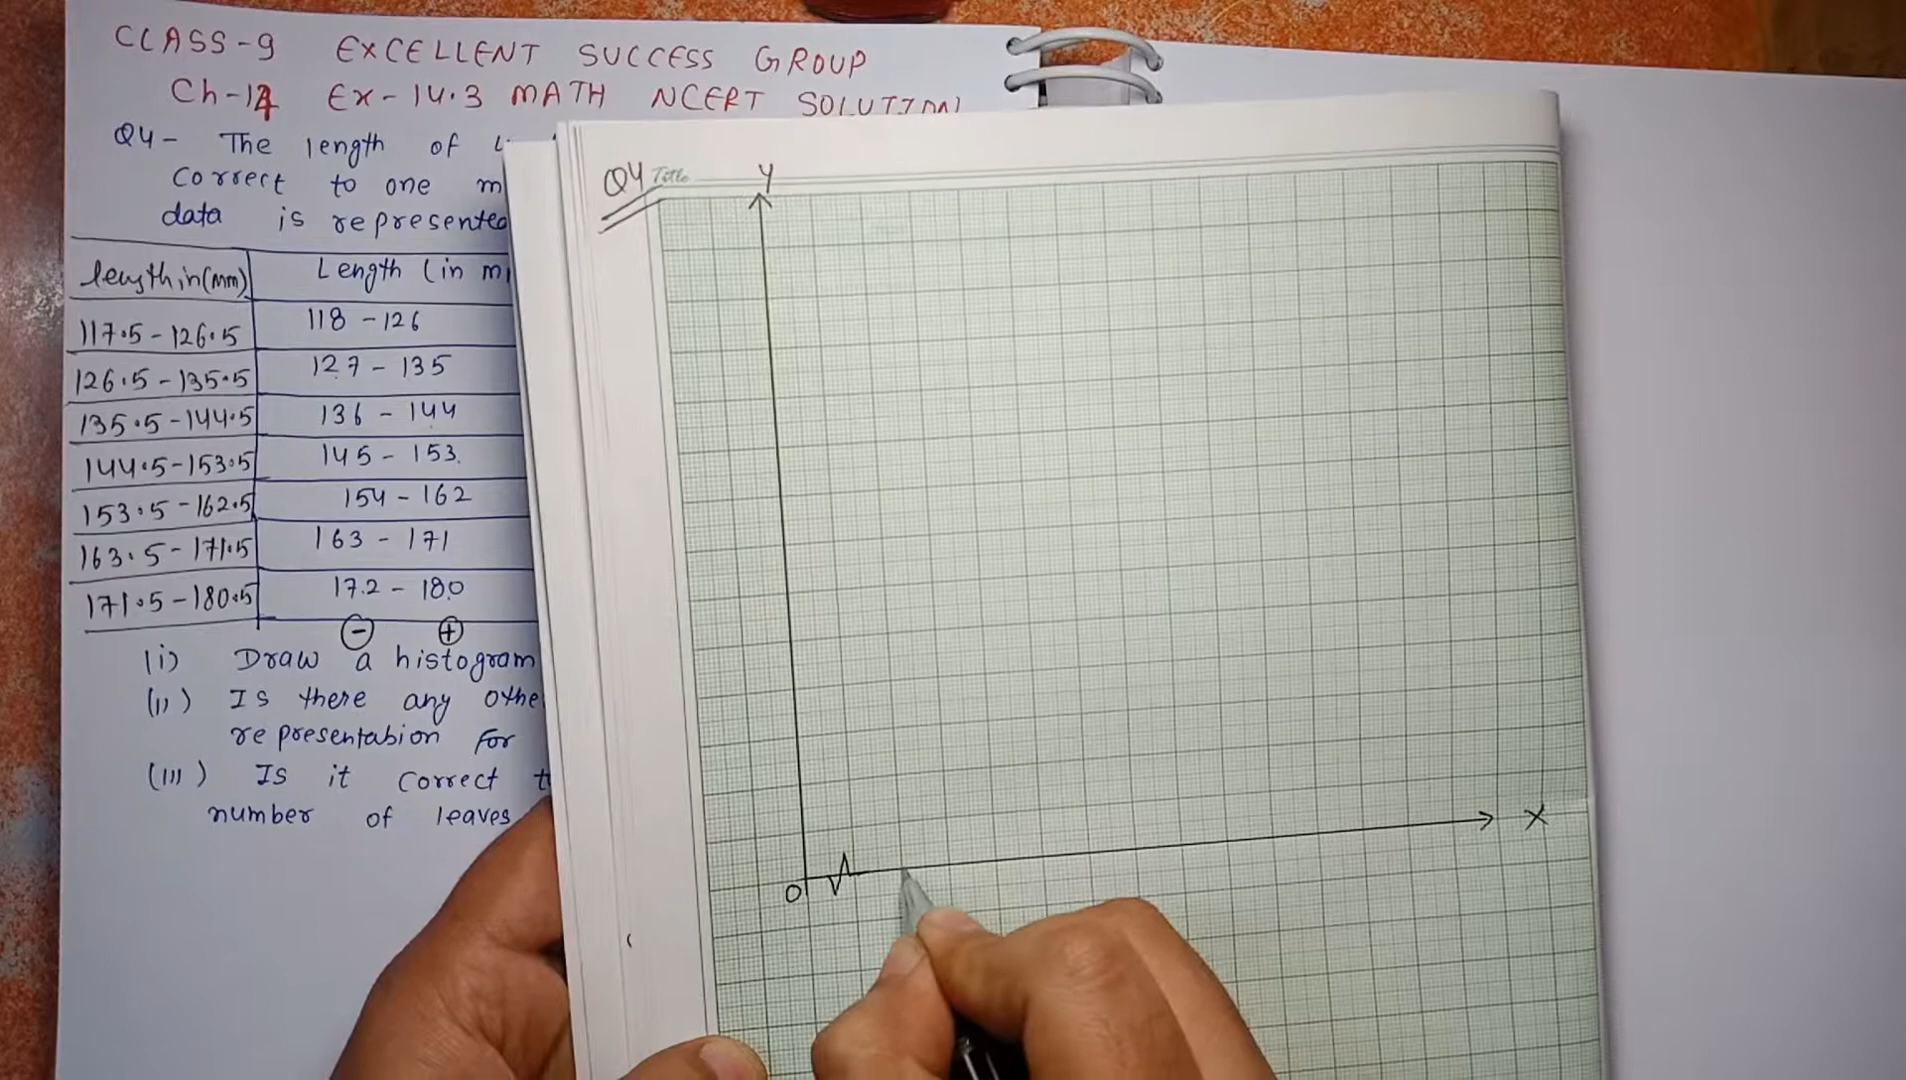 CLASS-9 EXCELLENT SUCCESS GROUP
Ch-14 Ex-14.3 MATH NCERT SOLUTION
Q4- The length of
Correct to one m
data is represented
length in (mm) Length (in m
117.5-126.5 118-126
126.5-135.5 127-135
135.5-144.5 136-144
144.5-153.5 145-153
153.5-162.5 154-162
163.5-171.5 163-171
171.5-180.5 172-180
- +
(i) Draw a histogram
(ii) Is there any othe
representation for
(iii) Is it correct t
number of leaves
Q4 Title
Y
X
O